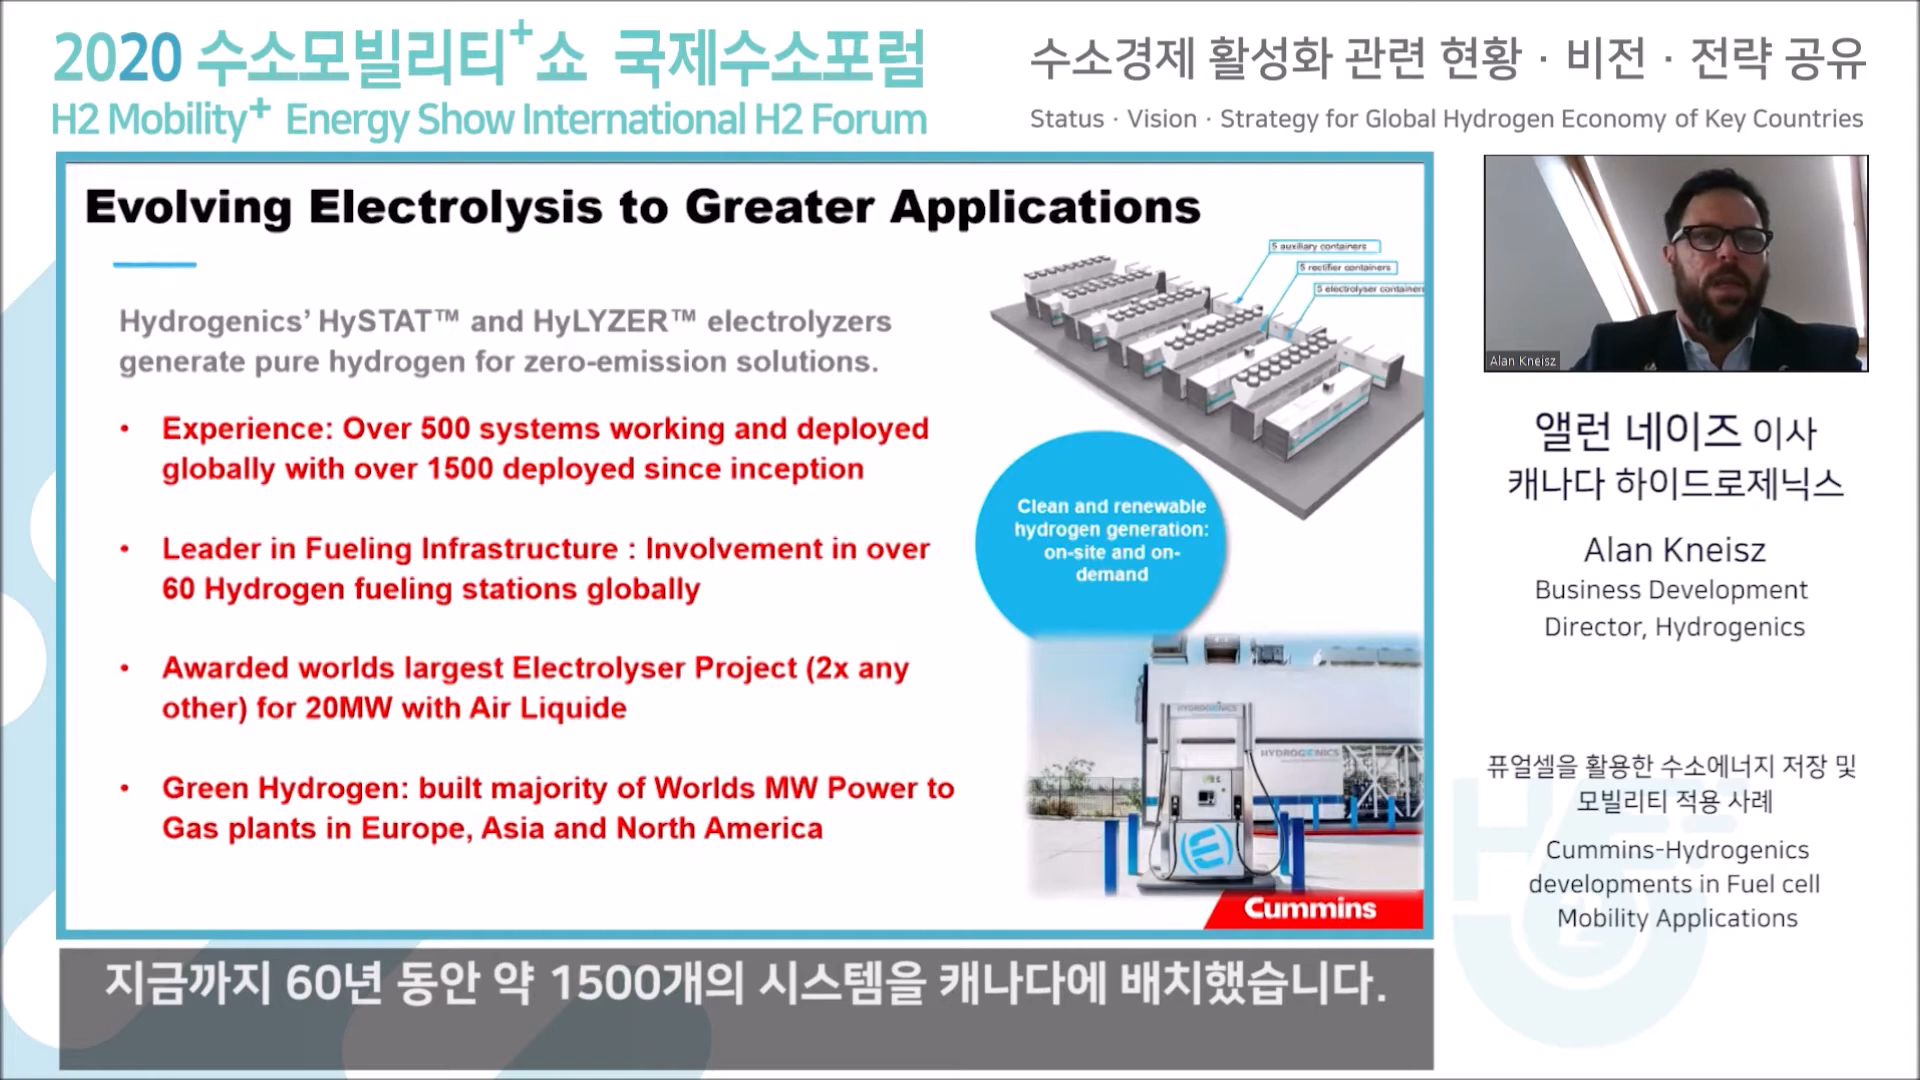 2020 수소모빌리티+쇼 국제수소포럼
H2 Mobility+ Energy Show International H2 Forum
수소경제 활성화 관련 현황 · 비전 · 전략 공유
Status · Vision · Strategy for Global Hydrogen Economy of Key Countries
Evolving Electrolysis to Greater Applications
5 auxiliary containers
5 rectifier containers
5 electrolyser containers
Hydrogenics' HySTAT™ and HyLYZER™ electrolyzers
generate pure hydrogen for zero-emission solutions.
• Experience: Over 500 systems working and deployed
globally with over 1500 deployed since inception
• Leader in Fueling Infrastructure : Involvement in over
60 Hydrogen fueling stations globally
• Awarded worlds largest Electrolyser Project (2x any
other) for 20MW with Air Liquide
• Green Hydrogen: built majority of Worlds MW Power to
Gas plants in Europe, Asia and North America
Clean and renewable
hydrogen generation:
on-site and on-
demand
HYDROGENICS
HYDROGENICS
Cummins
Alan Kneisz
앨런 네이즈 이사
캐나다 하이드로제닉스
Alan Kneisz
Business Development
Director, Hydrogenics
퓨얼셀을 활용한 수소에너지 저장 및
모빌리티 적용 사례
Cummins-Hydrogenics
developments in Fuel cell
Mobility Applications
지금까지 60년 동안 약 1500개의 시스템을 캐나다에 배치했습니다.